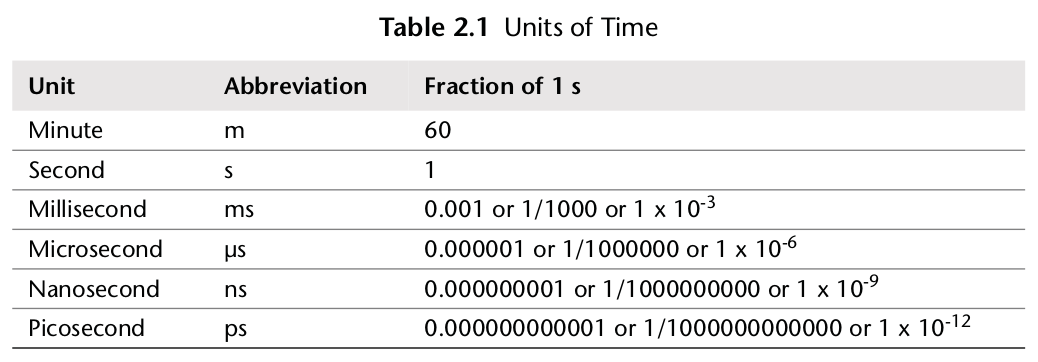 Table 2.1 Units of Time
Unit Abbreviation Fraction of 1 s
Minute m 60
Second s 1
Millisecond ms 0.001 or 1/1000 or 1 x 10⁻³
Microsecond µs 0.000001 or 1/1000000 or 1 x 10⁻⁶
Nanosecond ns 0.000000001 or 1/1000000000 or 1 x 10⁻⁹
Picosecond ps 0.000000000001 or 1/1000000000000 or 1 x 10⁻¹²